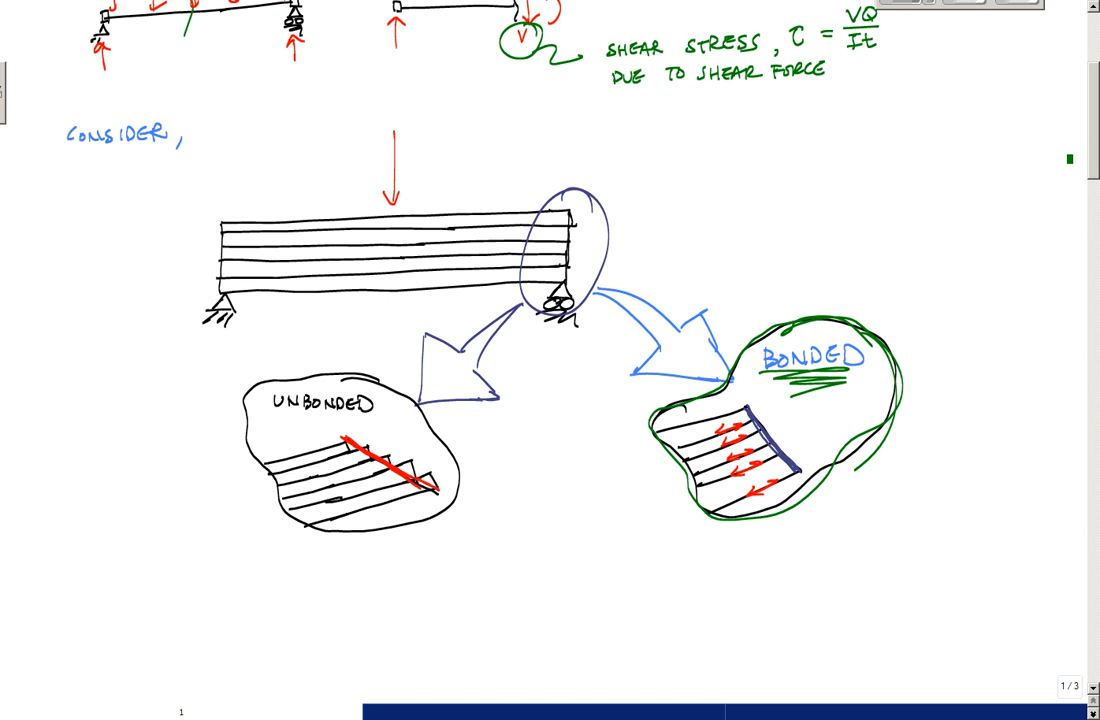 V
SHEAR STRESS, τ = VQ/It
DUE TO SHEAR FORCE
CONSIDER,
BONDED
UNBONDED
1 / 3
1